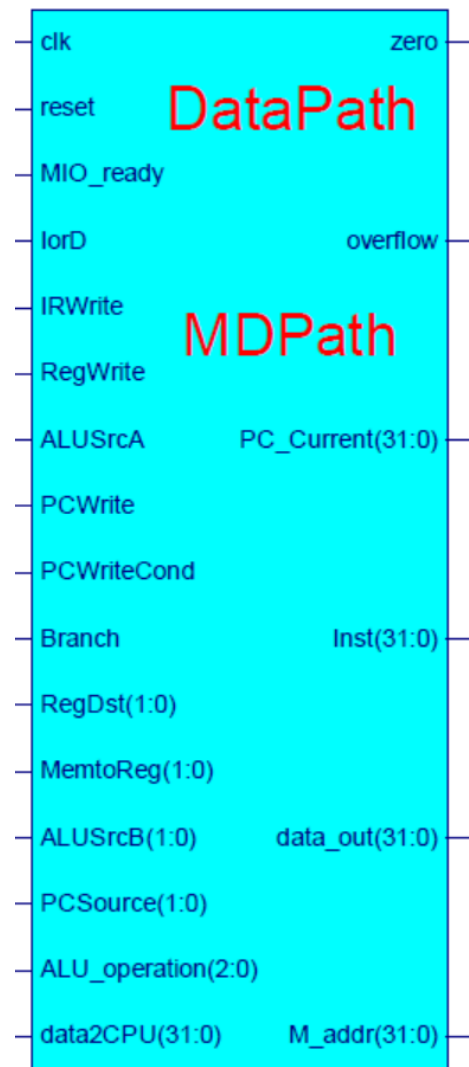 clk zero
reset DataPath
MIO_ready
IorD overflow
IRWrite
MDPath
RegWrite
ALUSrcA PC_Current(31:0)
PCWrite
PCWriteCond
Branch Inst(31:0)
RegDst(1:0)
MemtoReg(1:0)
ALUSrcB(1:0) data_out(31:0)
PCSource(1:0)
ALU_operation(2:0)
data2CPU(31:0) M_addr(31:0)